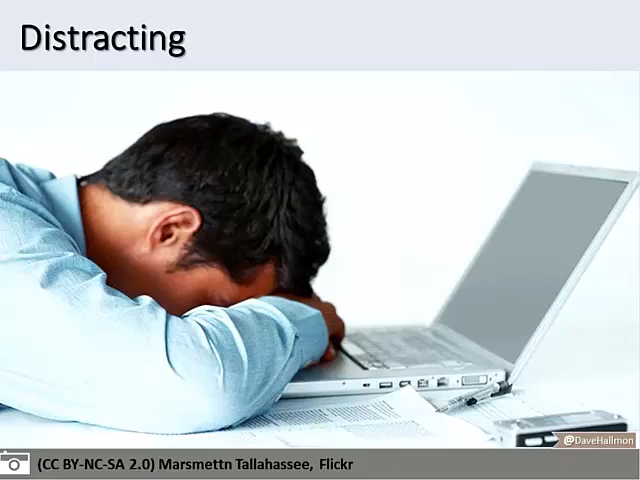 Distracting
@DaveHallmon
(CC BY-NC-SA 2.0) Marsmettn Tallahassee, Flickr